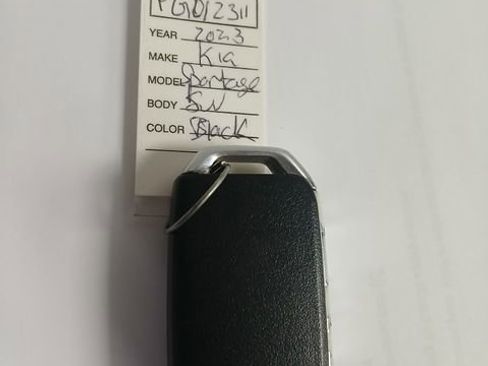 PG012311
YEAR 2023
MAKE Kia
MODEL Sportage
BODY SW
COLOR Black